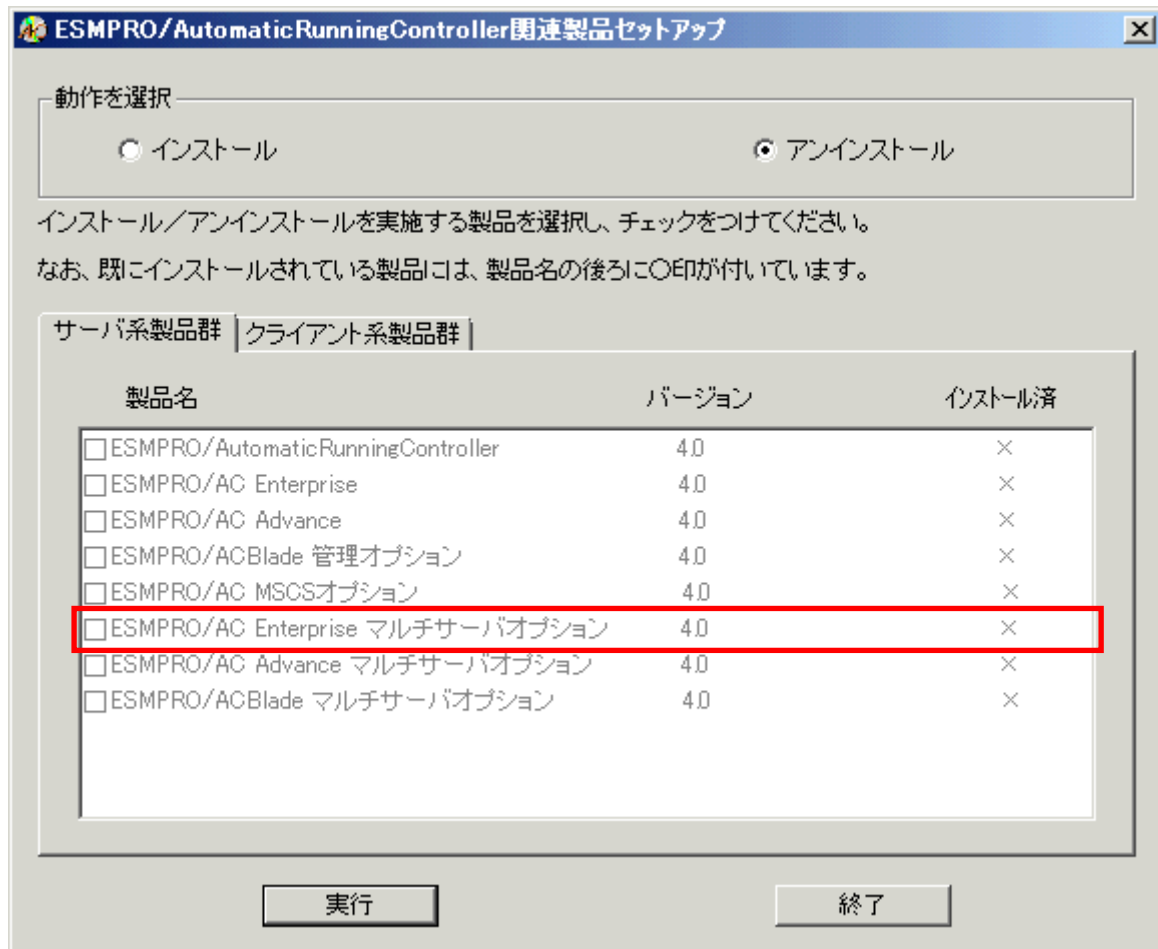 ESMPRO/AutomaticRunningController関連製品セットアップ
動作を選択
インストール アンインストール
インストール／アンインストールを実施する製品を選択し、チェックをつけてください。
なお、既にインストールされている製品には、製品名の後ろに〇印が付いています。
サーバ系製品群 クライアント系製品群
製品名 バージョン インストール済
ESMPRO/AutomaticRunningController 4.0 ×
ESMPRO/AC Enterprise 4.0 ×
ESMPRO/AC Advance 4.0 ×
ESMPRO/ACBlade 管理オプション 4.0 ×
ESMPRO/AC MSCSオプション 4.0 ×
ESMPRO/AC Enterprise マルチサーバオプション 4.0 ×
ESMPRO/AC Advance マルチサーバオプション 4.0 ×
ESMPRO/ACBlade マルチサーバオプション 4.0 ×
実行 終了